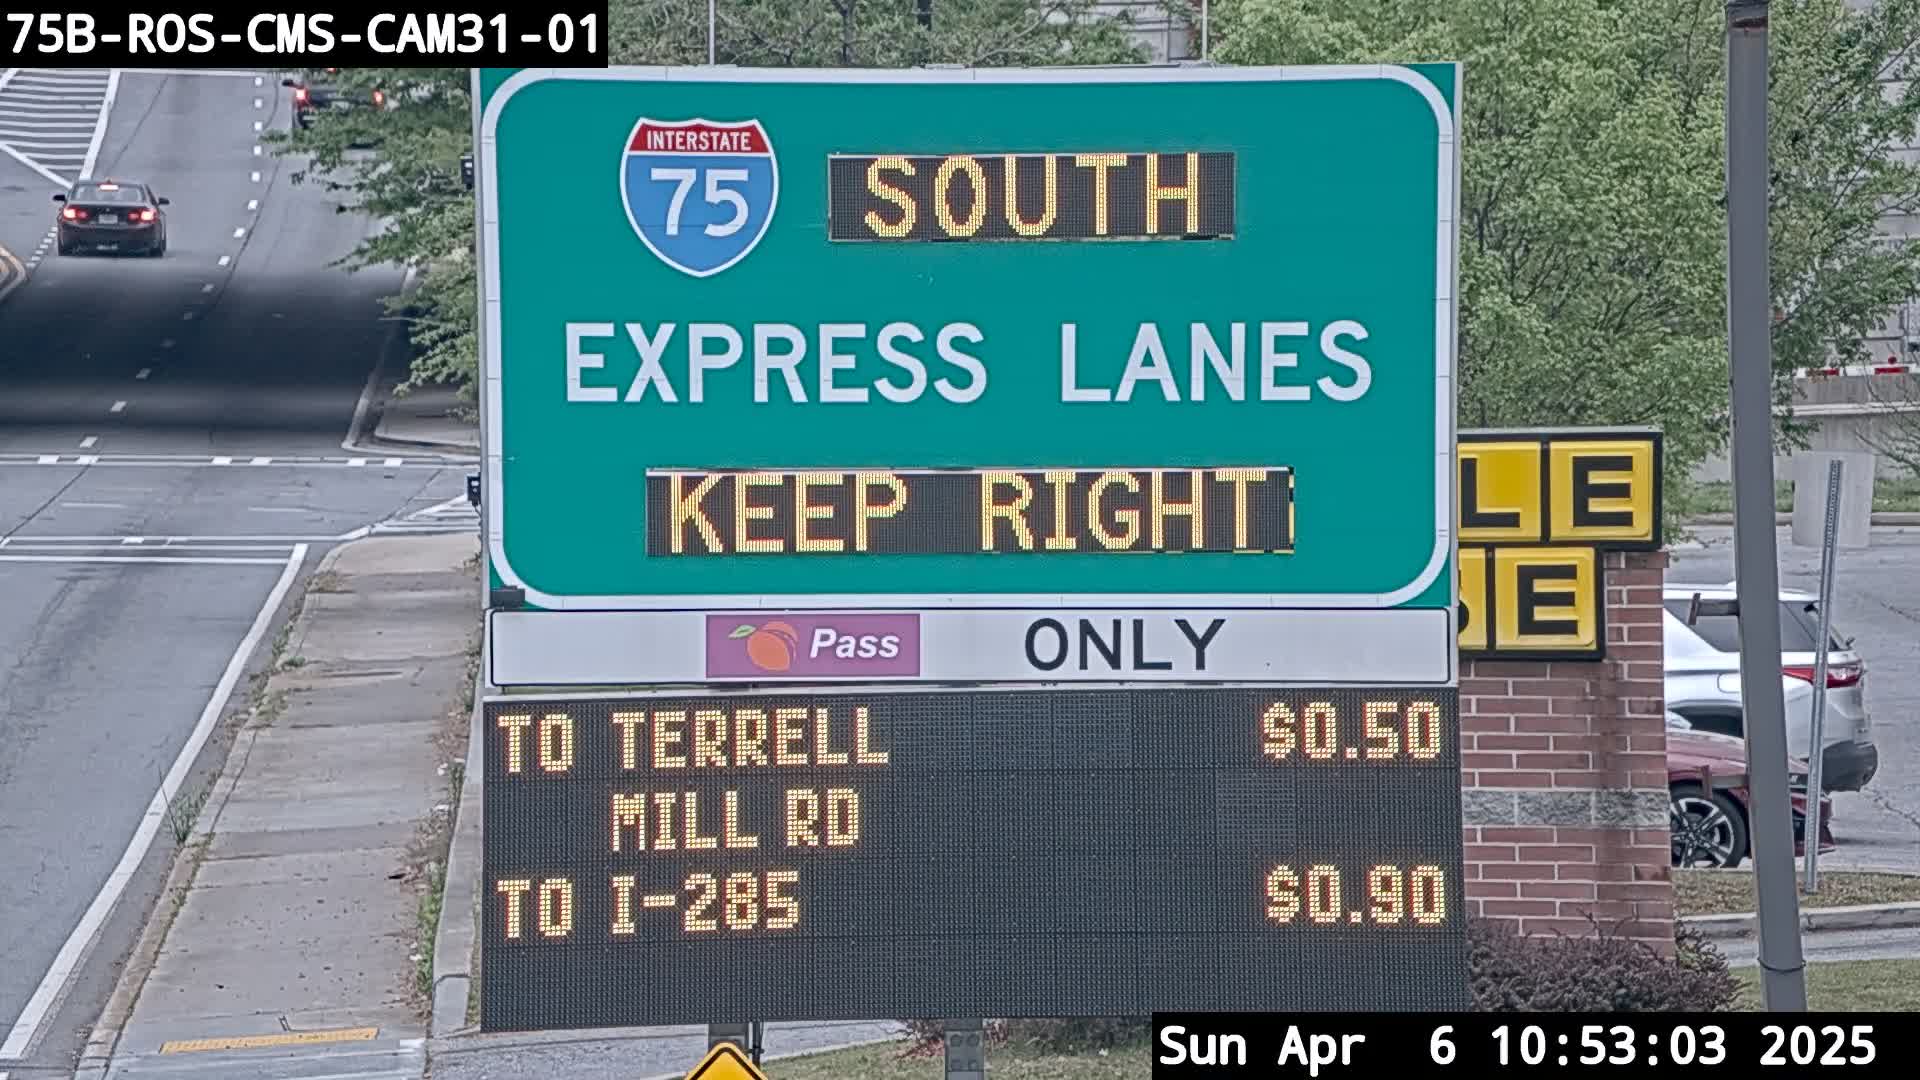 75B-ROS-CMS-CAM31-01
INTERSTATE
75
SOUTH
EXPRESS LANES
KEEP RIGHT
Pass ONLY
LE
E
TO TERRELL $0.50
MILL RD
TO I-285 $0.90
Sun Apr 6 10:53:03 2025